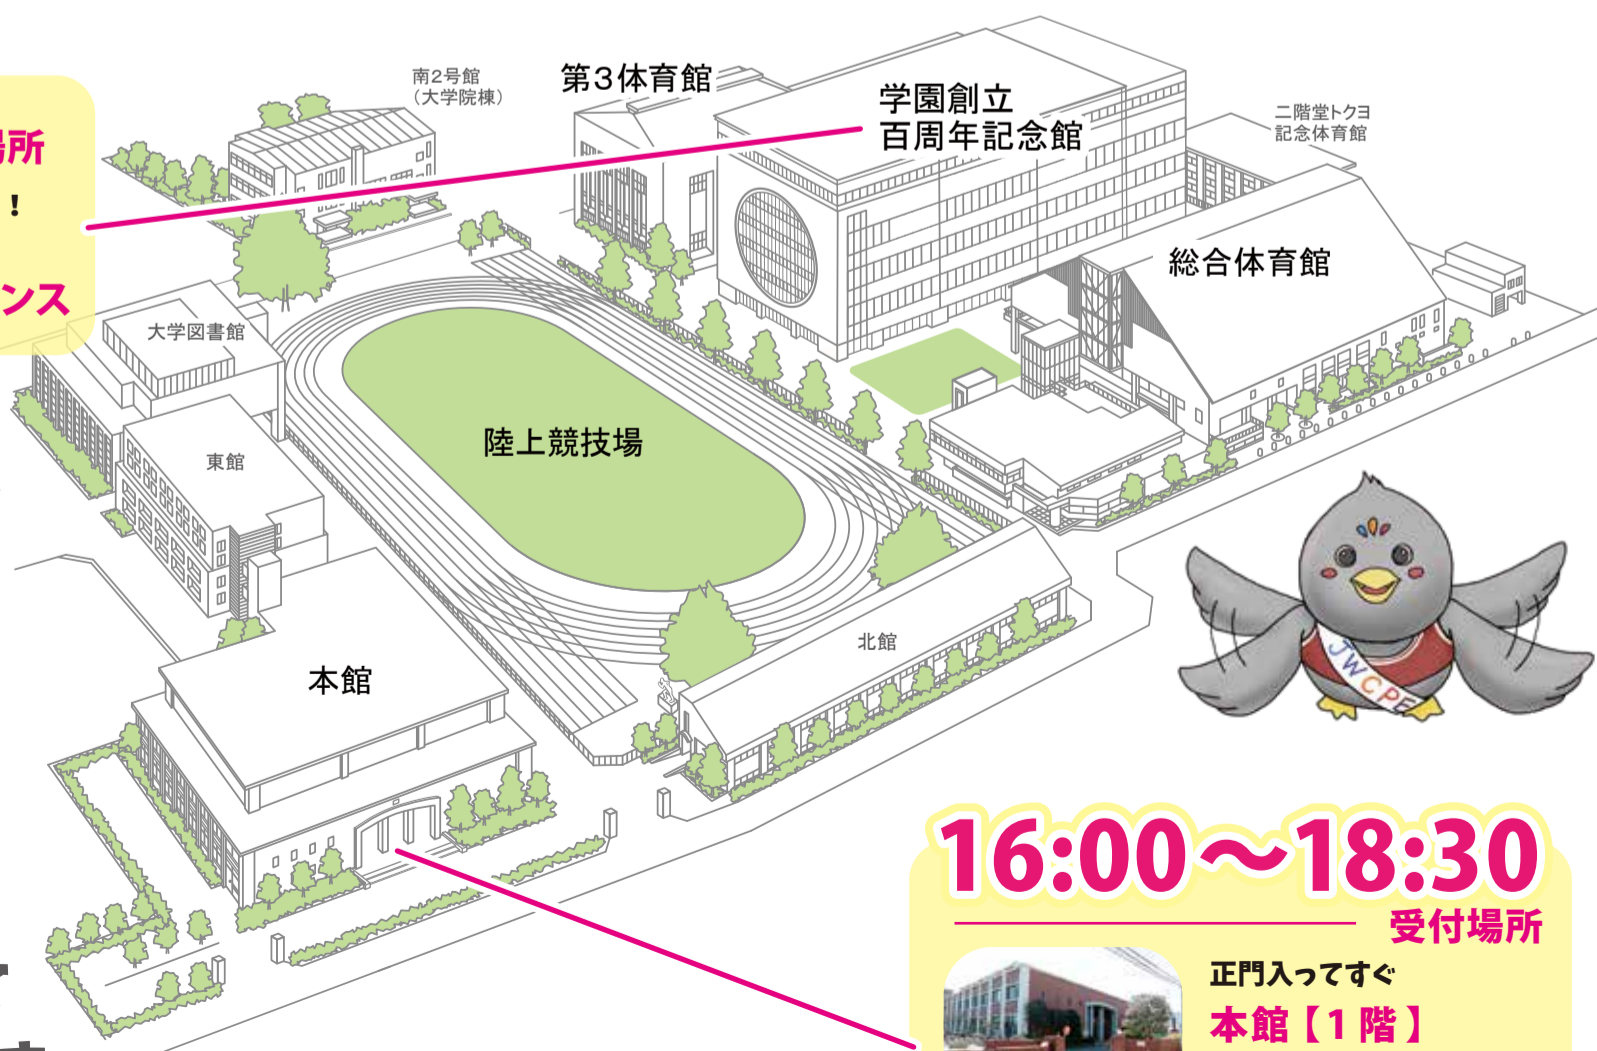 場所
！
ンス
南2号館
（大学院棟）
第3体育館
学園創立
百周年記念館
二階堂トクヨ
記念体育館
総合体育館
大学図書館
陸上競技場
東館
北館
本館
JWCPE
16:00〜18:30
受付場所
正門入ってすぐ
本館【1階】